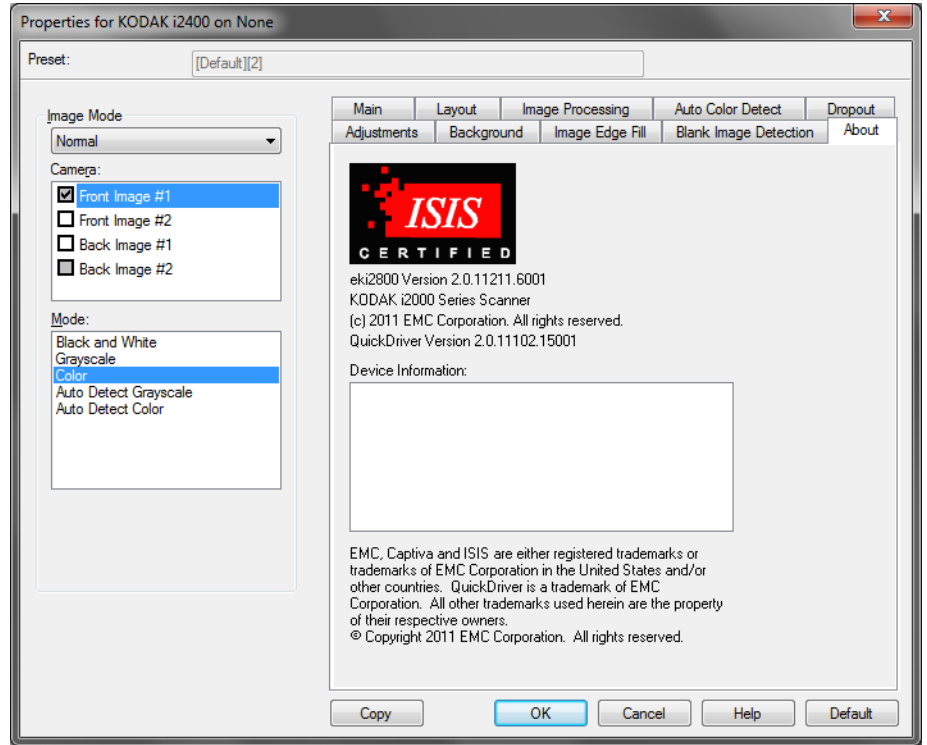 Properties for KODAK i2400 on None
Preset:
[Default][2]
Image Mode
Normal
Camera:
Front Image #1
Front Image #2
Back Image #1
Back Image #2
Mode:
Black and White
Grayscale
Color
Auto Detect Grayscale
Auto Detect Color
Main Layout Image Processing Auto Color Detect Dropout
Adjustments Background Image Edge Fill Blank Image Detection About
ISIS
CERTIFIED
eki2800 Version 2.0.11211.6001
KODAK i2000 Series Scanner
(c) 2011 EMC Corporation. All rights reserved.
QuickDriver Version 2.0.11102.15001
Device Information:
EMC, Captiva and ISIS are either registered trademarks or
trademarks of EMC Corporation in the United States and/or
other countries. QuickDriver is a trademark of EMC
Corporation. All other trademarks used herein are the property
of their respective owners.
© Copyright 2011 EMC Corporation. All rights reserved.
Copy OK Cancel Help Default